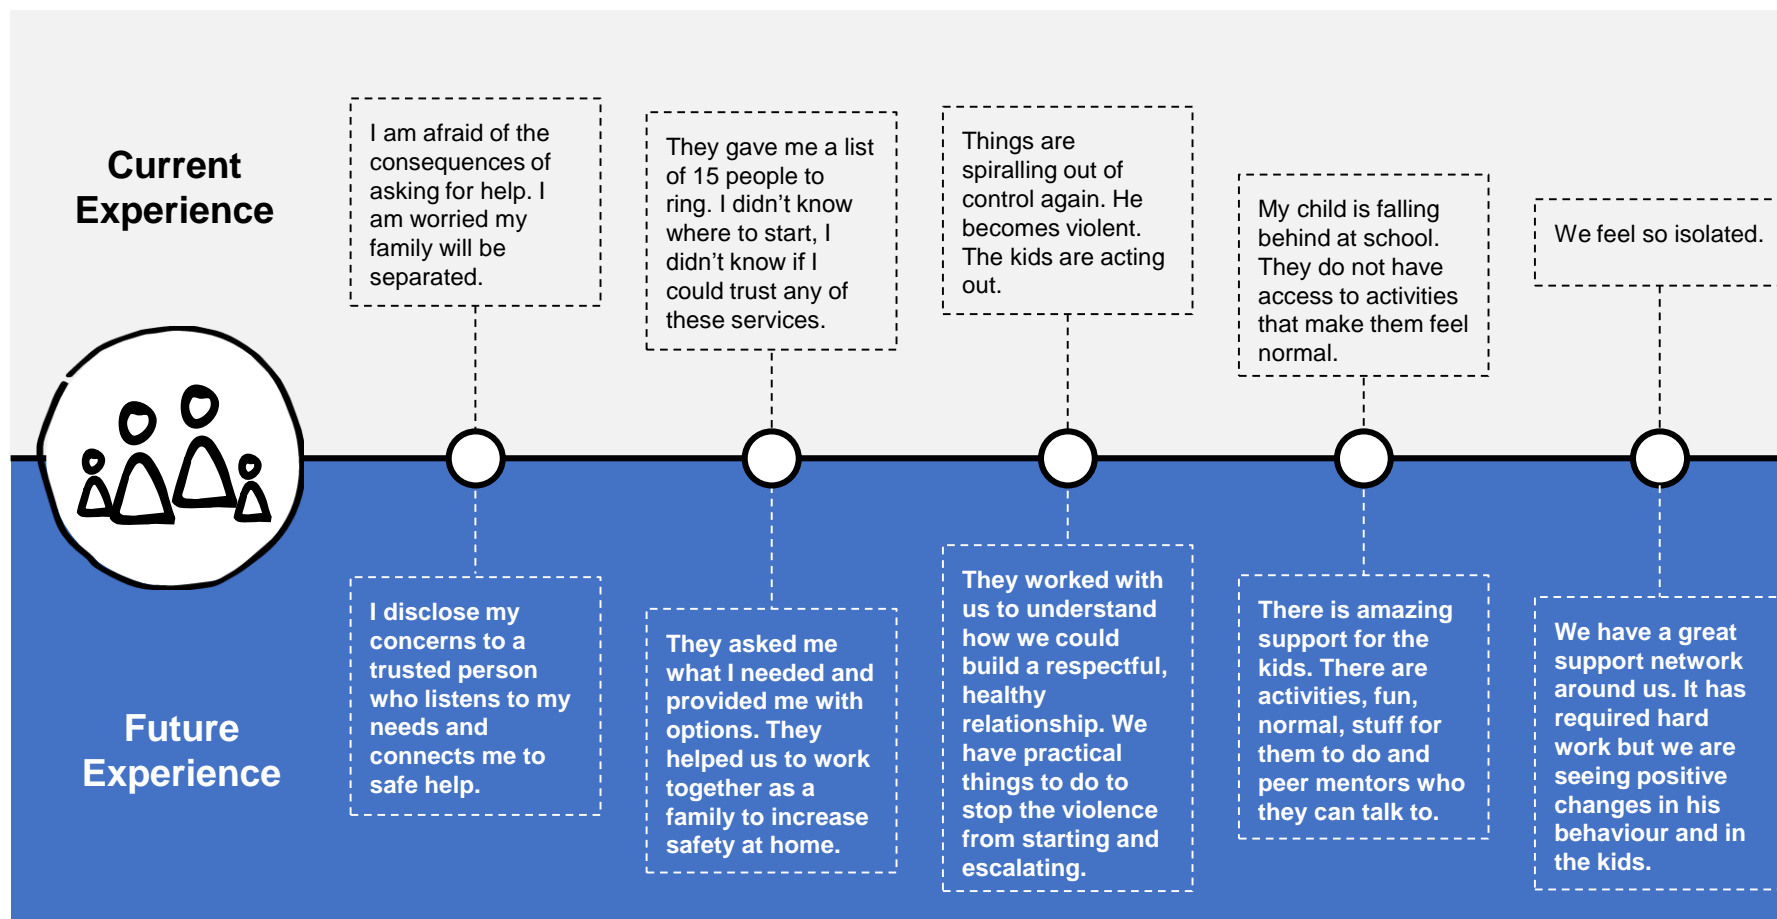 Current
Experience
I am afraid of the
consequences of
asking for help. I
am worried my
family will be
separated.
They gave me a list
of 15 people to
ring. I didn’t know
where to start, I
didn’t know if I
could trust any of
these services.
Things are
spiralling out of
control again. He
becomes violent.
The kids are acting
out.
My child is falling
behind at school.
They do not have
access to activities
that make them feel
normal.
We feel so isolated.
Future
Experience
I disclose my
concerns to a
trusted person
who listens to my
needs and
connects me to
safe help.
They asked me
what I needed and
provided me with
options. They
helped us to work
together as a
family to increase
safety at home.
They worked with
us to understand
how we could
build a respectful,
healthy
relationship. We
have practical
things to do to
stop the violence
from starting and
escalating.
There is amazing
support for the
kids. There are
activities, fun,
normal, stuff for
them to do and
peer mentors who
they can talk to.
We have a great
support network
around us. It has
required hard
work but we are
seeing positive
changes in his
behaviour and in
the kids.